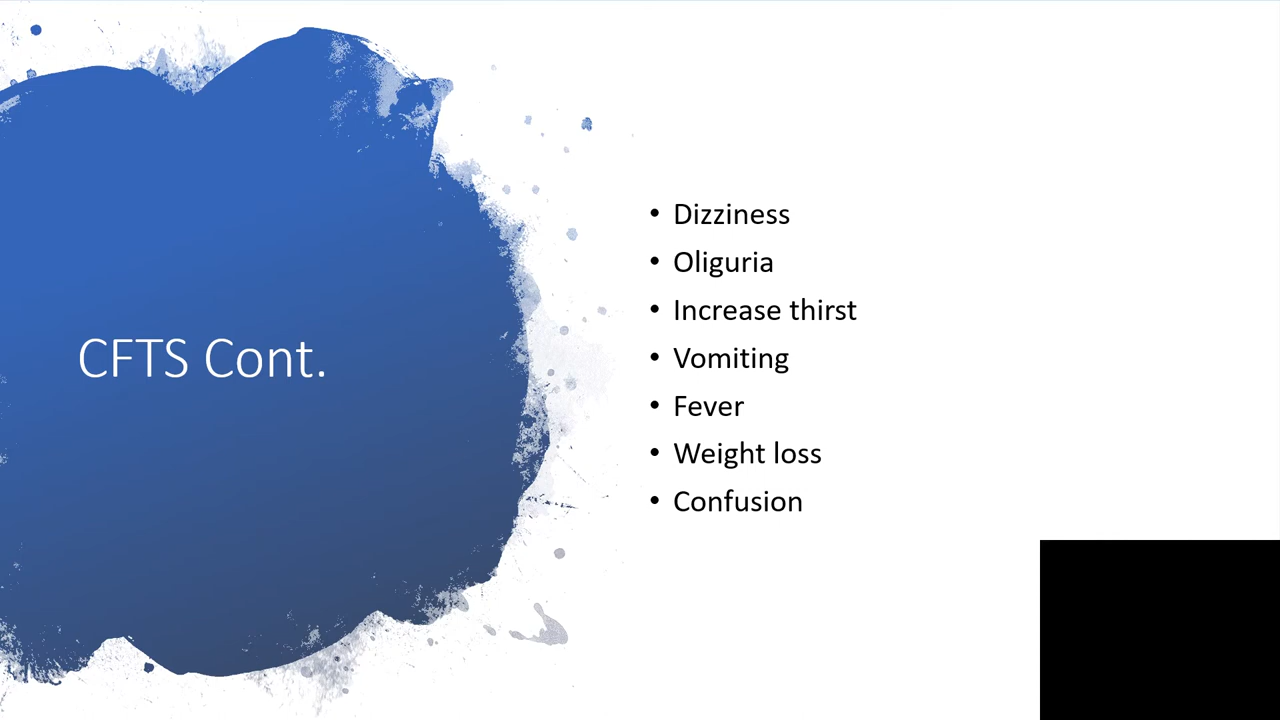 CFTS Cont.
• Dizziness
• Oliguria
• Increase thirst
• Vomiting
• Fever
• Weight loss
• Confusion